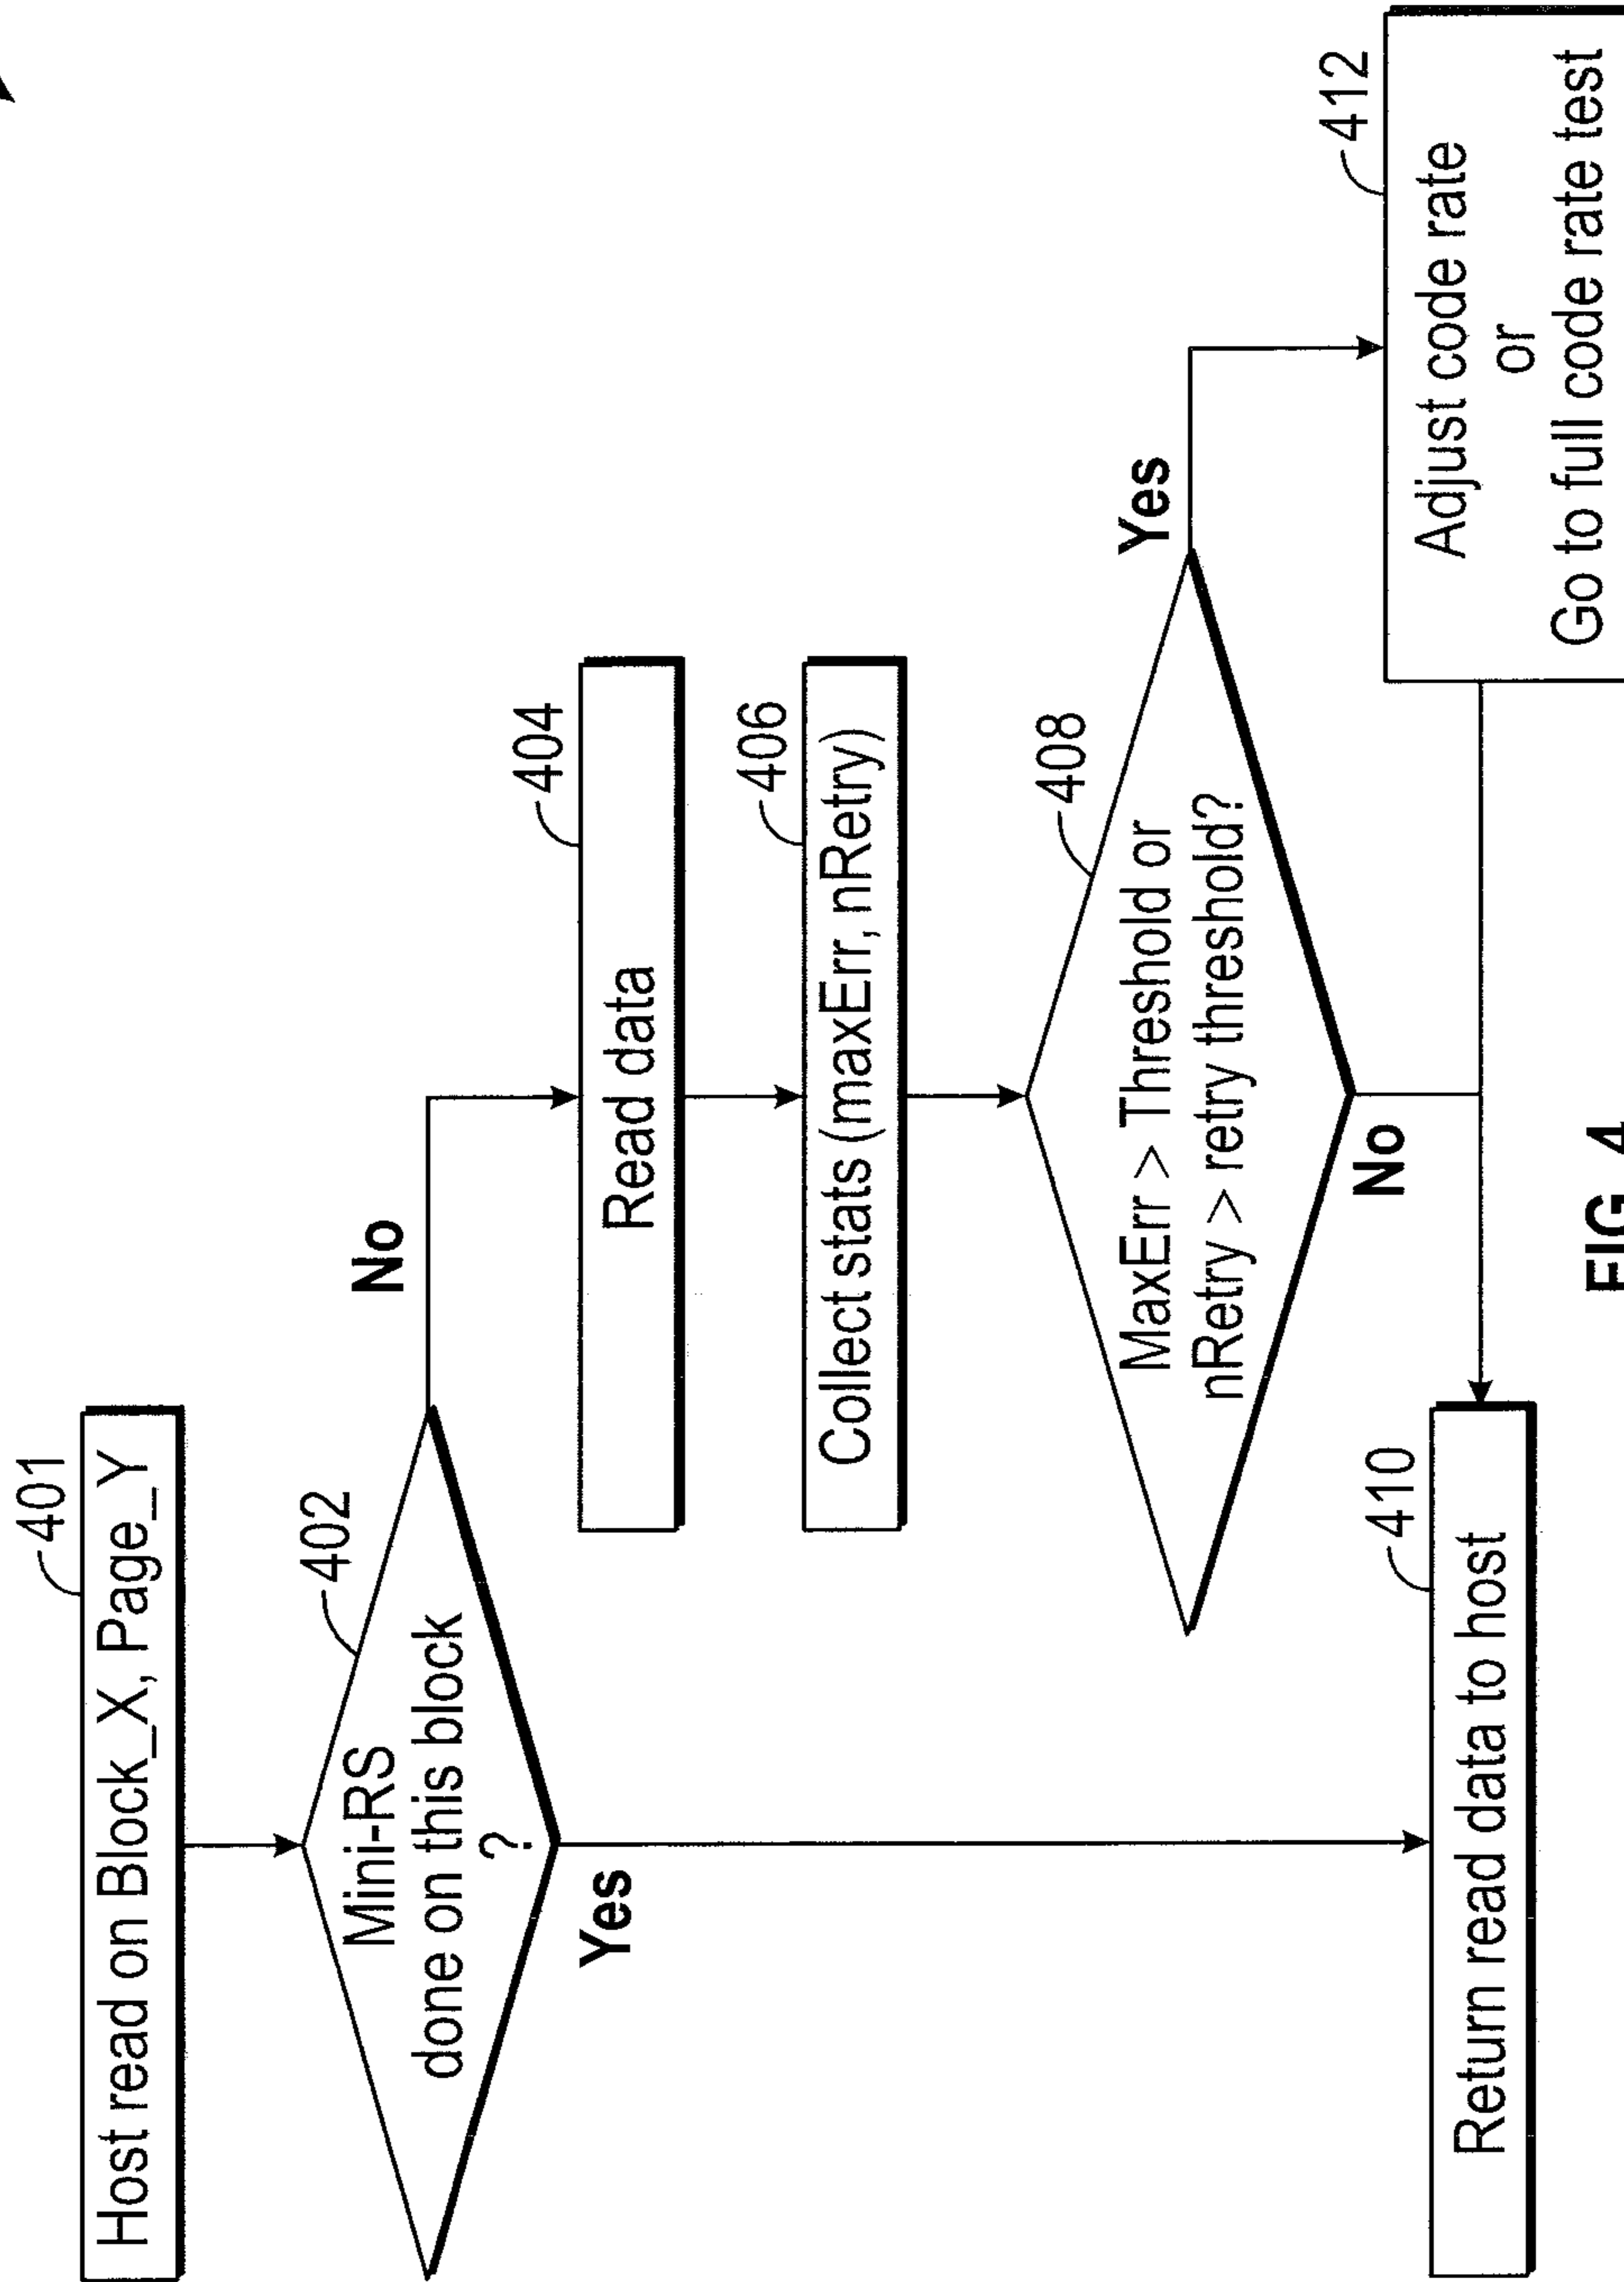 401
Host read on Block_X, Page_Y
402
Mini-RS
done on this block
?
No
Yes
404
Read data
406
Collect stats (maxErr, nRetry)
408
MaxErr > Threshold or
nRetry > retry threshold?
Yes
No
412
Adjust code rate
or
Go to full code rate test
410
Return read data to host
FIG. 4